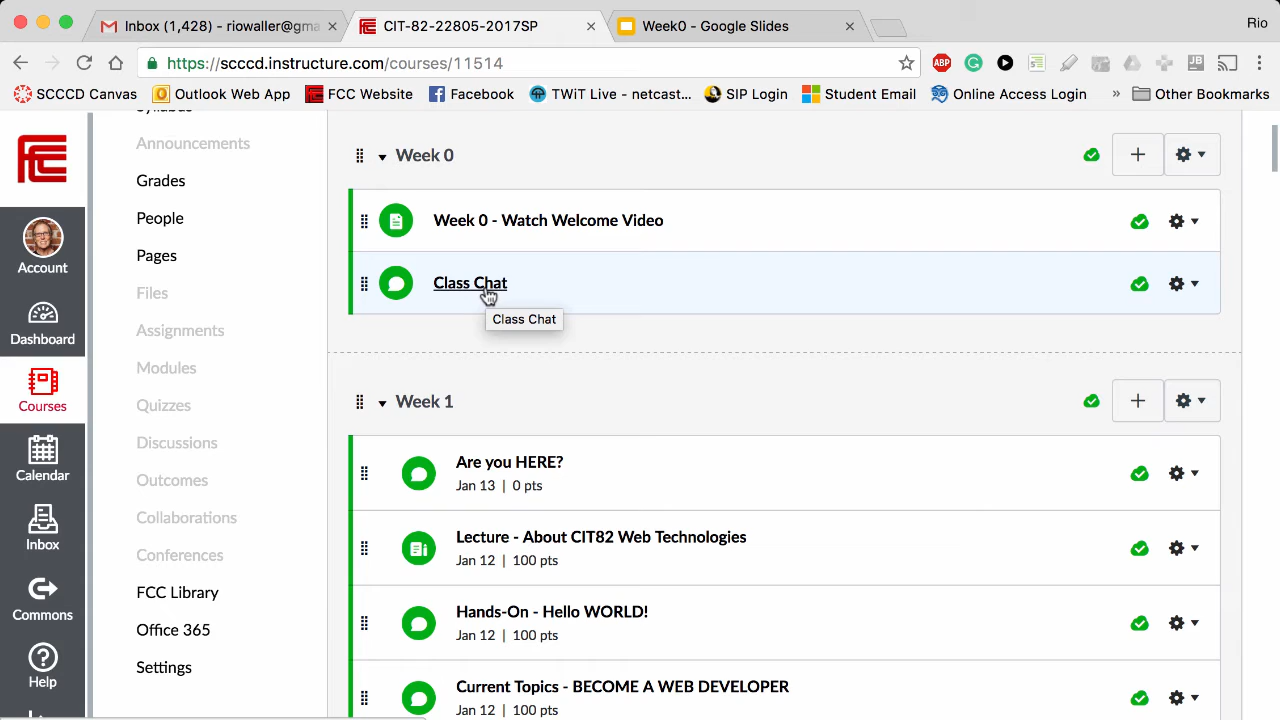 Inbox (1,428) - riowaller@gma
CIT-82-22805-2017SP
Week0 - Google Slides
Rio
https://scccd.instructure.com/courses/11514
ABP
JB
SCCCD Canvas
Outlook Web App
FCC Website
Facebook
TWiT Live - netcast...
SIP Login
Student Email
Online Access Login
»
Other Bookmarks
FCC
Account
Dashboard
Courses
Calendar
Inbox
Commons
Help
Syllabus
Announcements
Grades
People
Pages
Files
Assignments
Modules
Quizzes
Discussions
Outcomes
Collaborations
Conferences
FCC Library
Office 365
Settings
Week 0
Week 0 - Watch Welcome Video
Class Chat
Class Chat
Week 1
Are you HERE?
Jan 13 | 0 pts
Lecture - About CIT82 Web Technologies
Jan 12 | 100 pts
Hands-On - Hello WORLD!
Jan 12 | 100 pts
Current Topics - BECOME A WEB DEVELOPER
Jan 12 | 100 pts